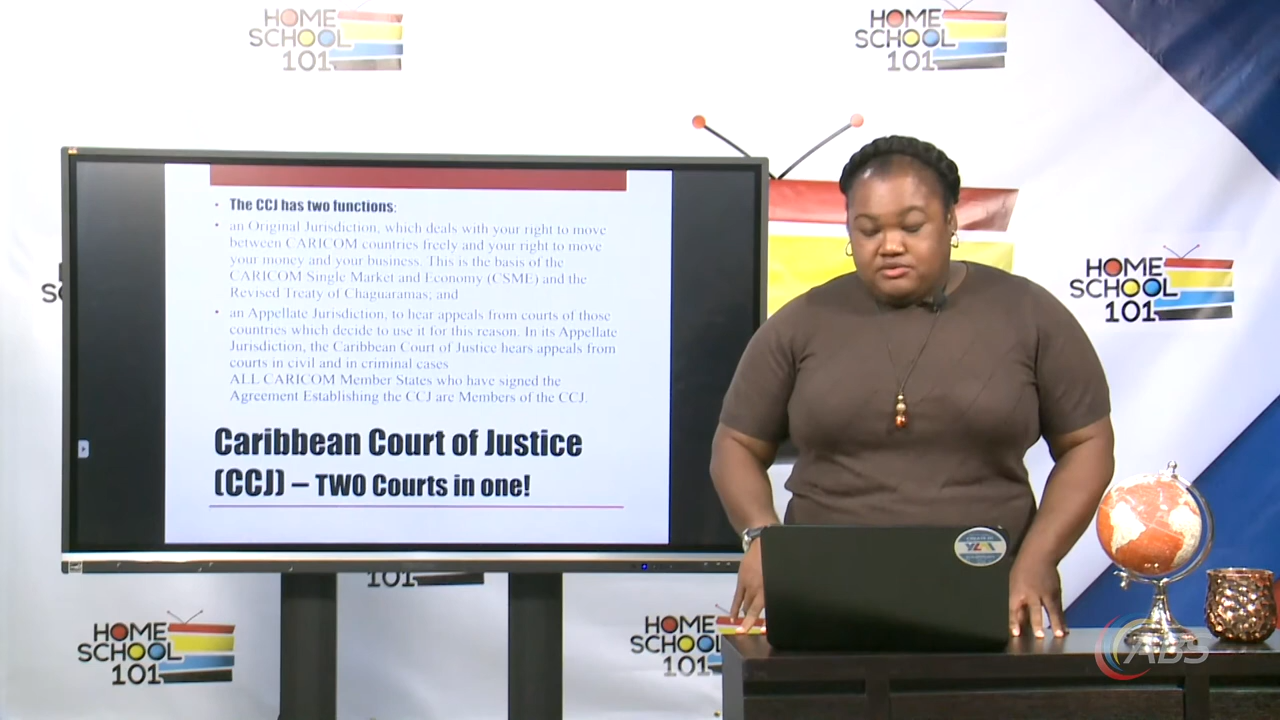 HOME
SCHOOL
101
HOME
SCHOOL
101
• The CCJ has two functions:
• an Original Jurisdiction, which deals with your right to move
between CARICOM countries freely and your right to move
your money and your business. This is the basis of the
CARICOM Single Market and Economy (CSME) and the
Revised Treaty of Chaguaramas; and
• an Appellate Jurisdiction, to hear appeals from courts of those
countries which decide to use it for this reason. In its Appellate
Jurisdiction, the Caribbean Court of Justice hears appeals from
courts in civil and in criminal cases
ALL CARICOM Member States who have signed the
Agreement Establishing the CCJ are Members of the CCJ.
Caribbean Court of Justice
(CCJ) – TWO Courts in one!
HOME
SCHOOL
101
101
HOME
SCHOOL
101
HOME
SCHOOL
101
ABS